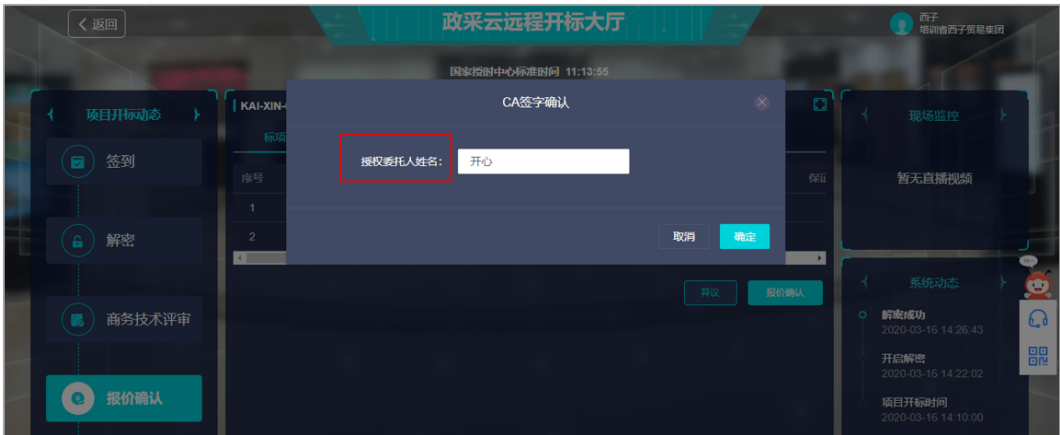 返回
政采云远程开标大厅
西子
培训省西子贸易集团
国家授时中心标准时间 11:13:55
项目开标动态
签到
解密
商务技术评审
报价确认
KAI-XIN-
标项
序号
保证
1
2
CA签字确认
授权委托人姓名：
开心
取消
确定
异议
报价确认
现场监控
暂无直播视频
系统动态
解密成功
2020-03-16 14:26:43
开启解密
2020-03-16 14:22:02
项目开标时间
2020-03-16 14:10:00